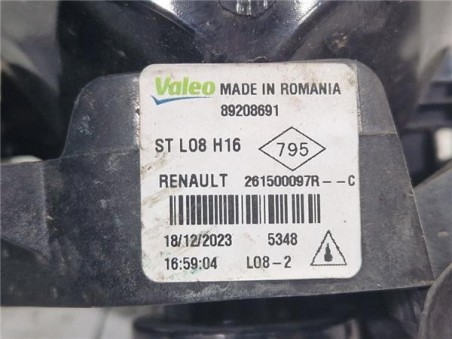 Valeo MADE IN ROMANIA
89208691
ST L08 H16 795
RENAULT 261500097R--C
18/12/2023 5348
16:59:04 L08-2